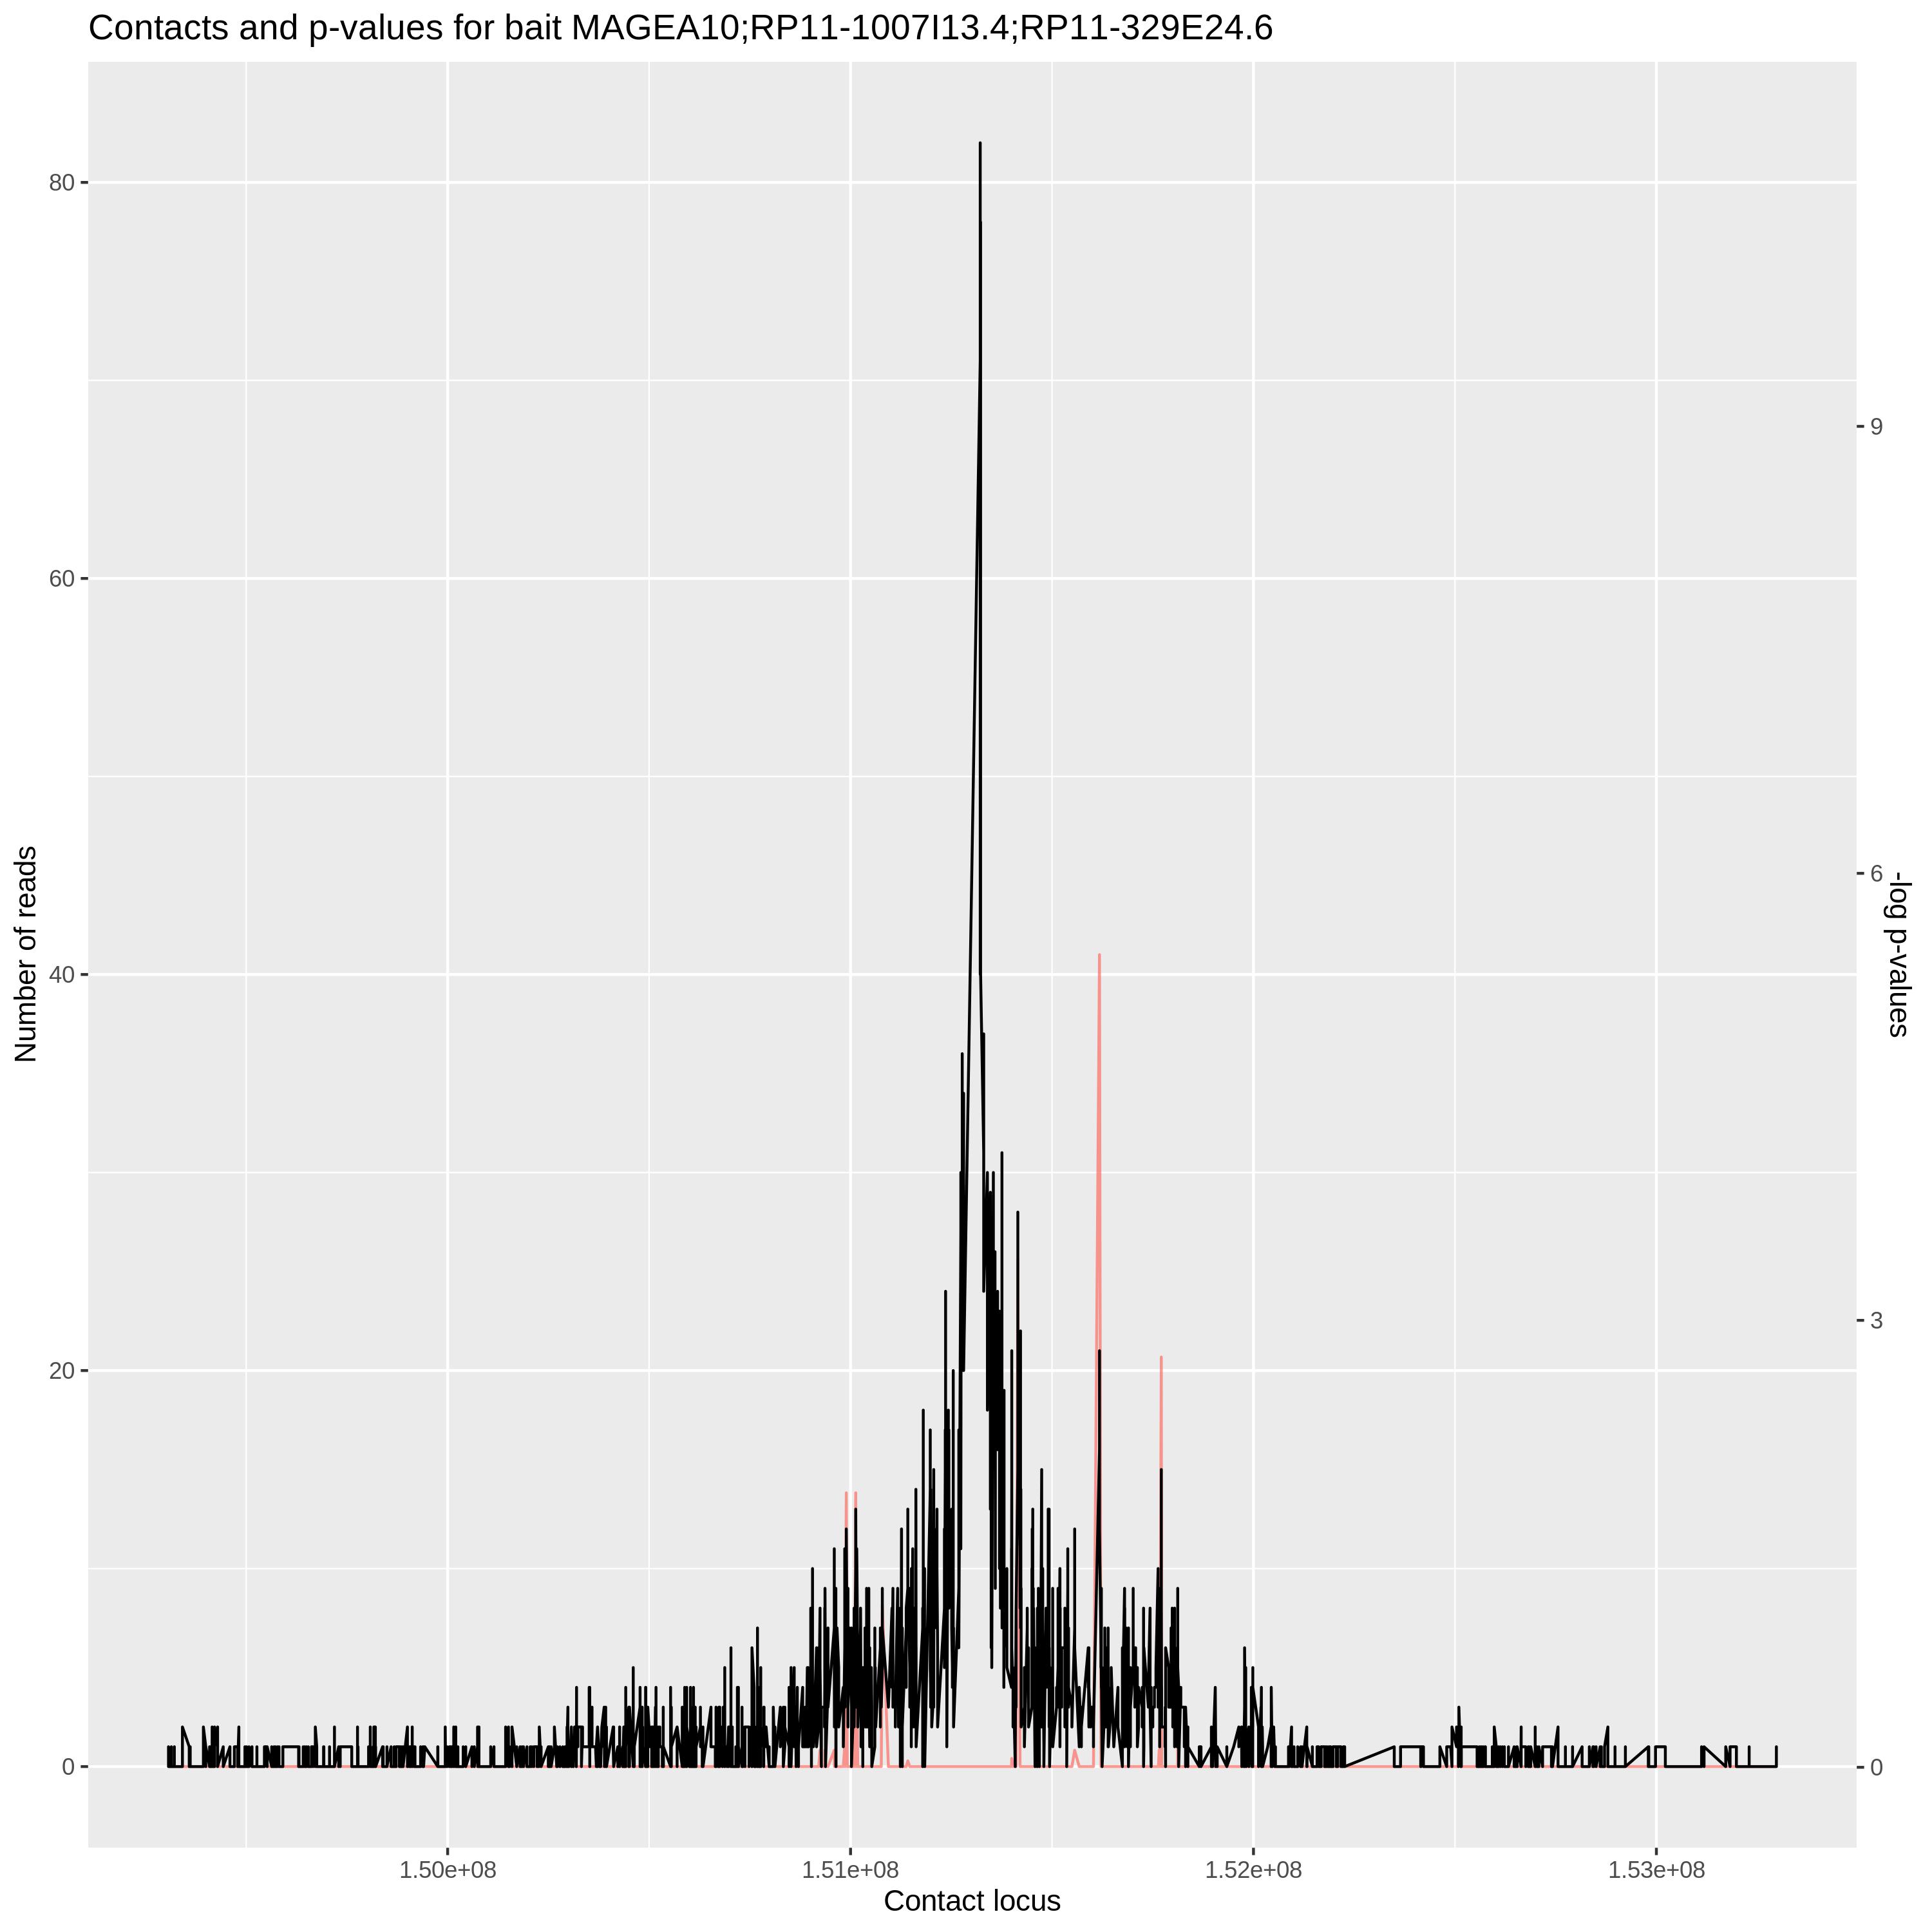 Contacts and p-values for bait MAGEA10;RP11-1007I13.4;RP11-329E24.6
80
60
40
20
0
Number of reads
9
6
3
0
-log p-values
1.50e+08 1.51e+08 1.52e+08 1.53e+08
Contact locus